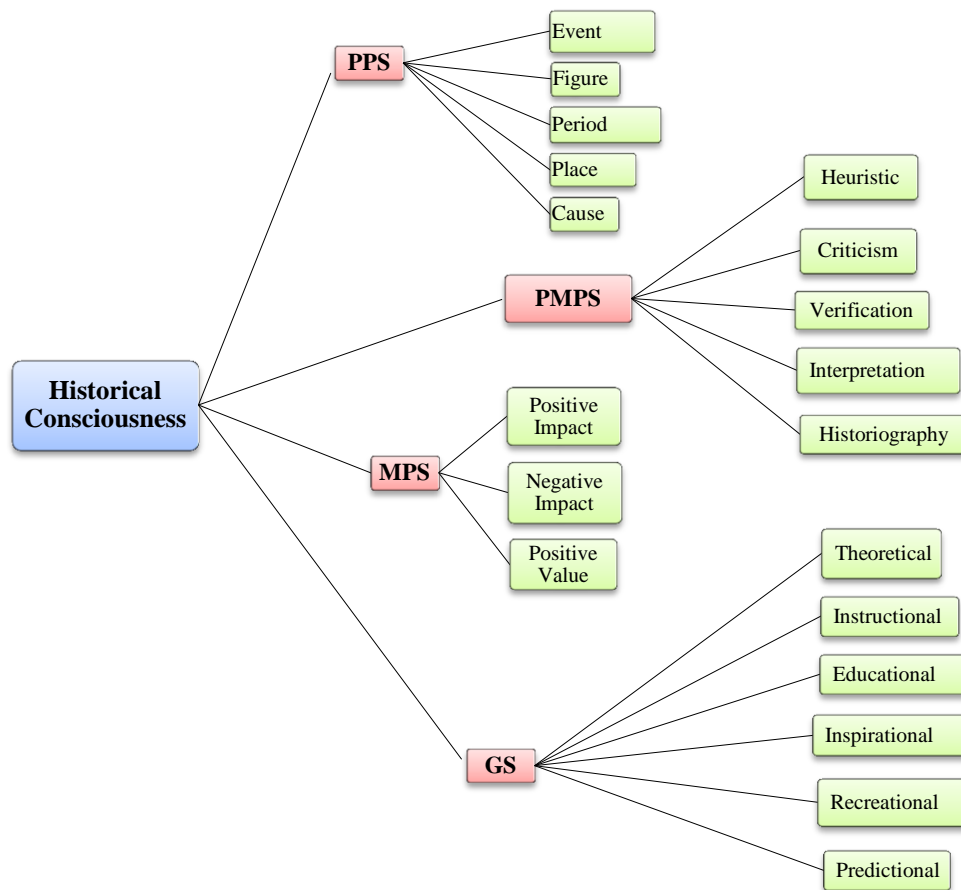 Historical
Consciousness
PPS
Event
Figure
Period
Place
Cause
PMPS
Heuristic
Criticism
Verification
Interpretation
Historiography
MPS
Positive
Impact
Negative
Impact
Positive
Value
GS
Theoretical
Instructional
Educational
Inspirational
Recreational
Predictional